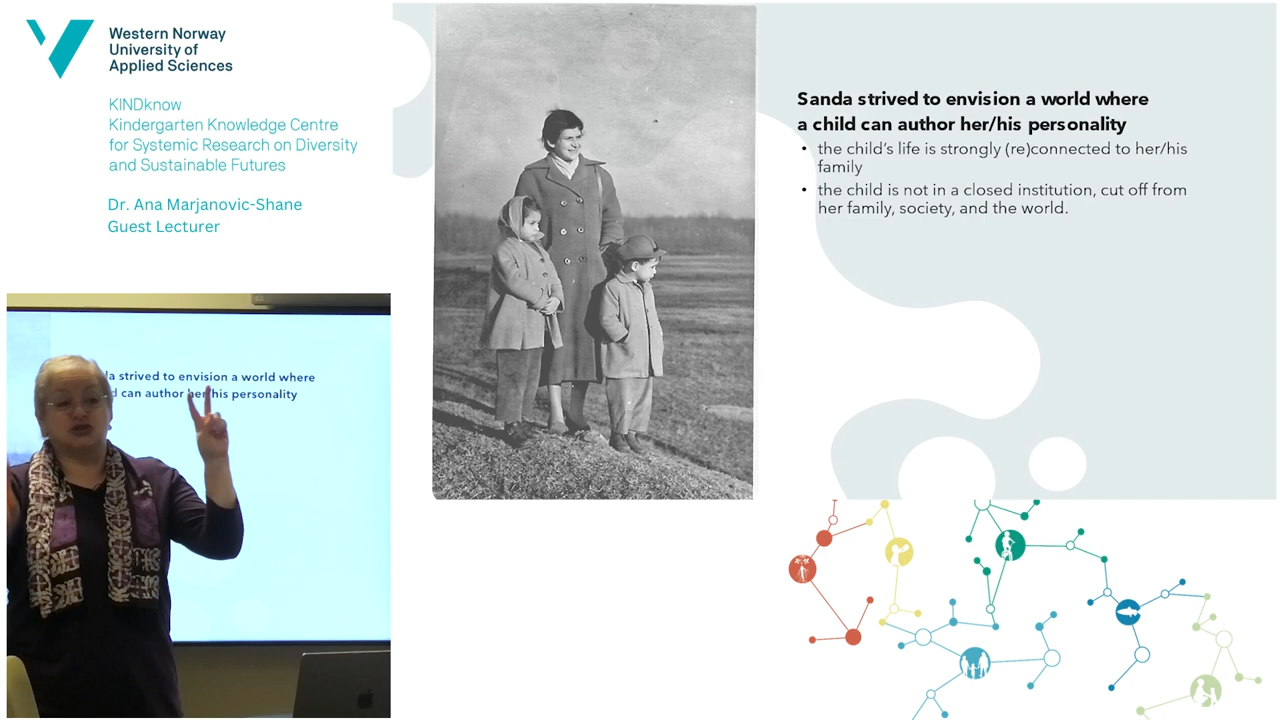 Western Norway
University of
Applied Sciences
KINDknow
Kindergarten Knowledge Centre
for Systemic Research on Diversity
and Sustainable Futures
Dr. Ana Marjanovic-Shane
Guest Lecturer
Sanda strived to envision a world where
a child can author her/his personality
• the child's life is strongly (re)connected to her/his
family
• the child is not in a closed institution, cut off from
her family, society, and the world.
strived to envision a world where
can author her/his personality